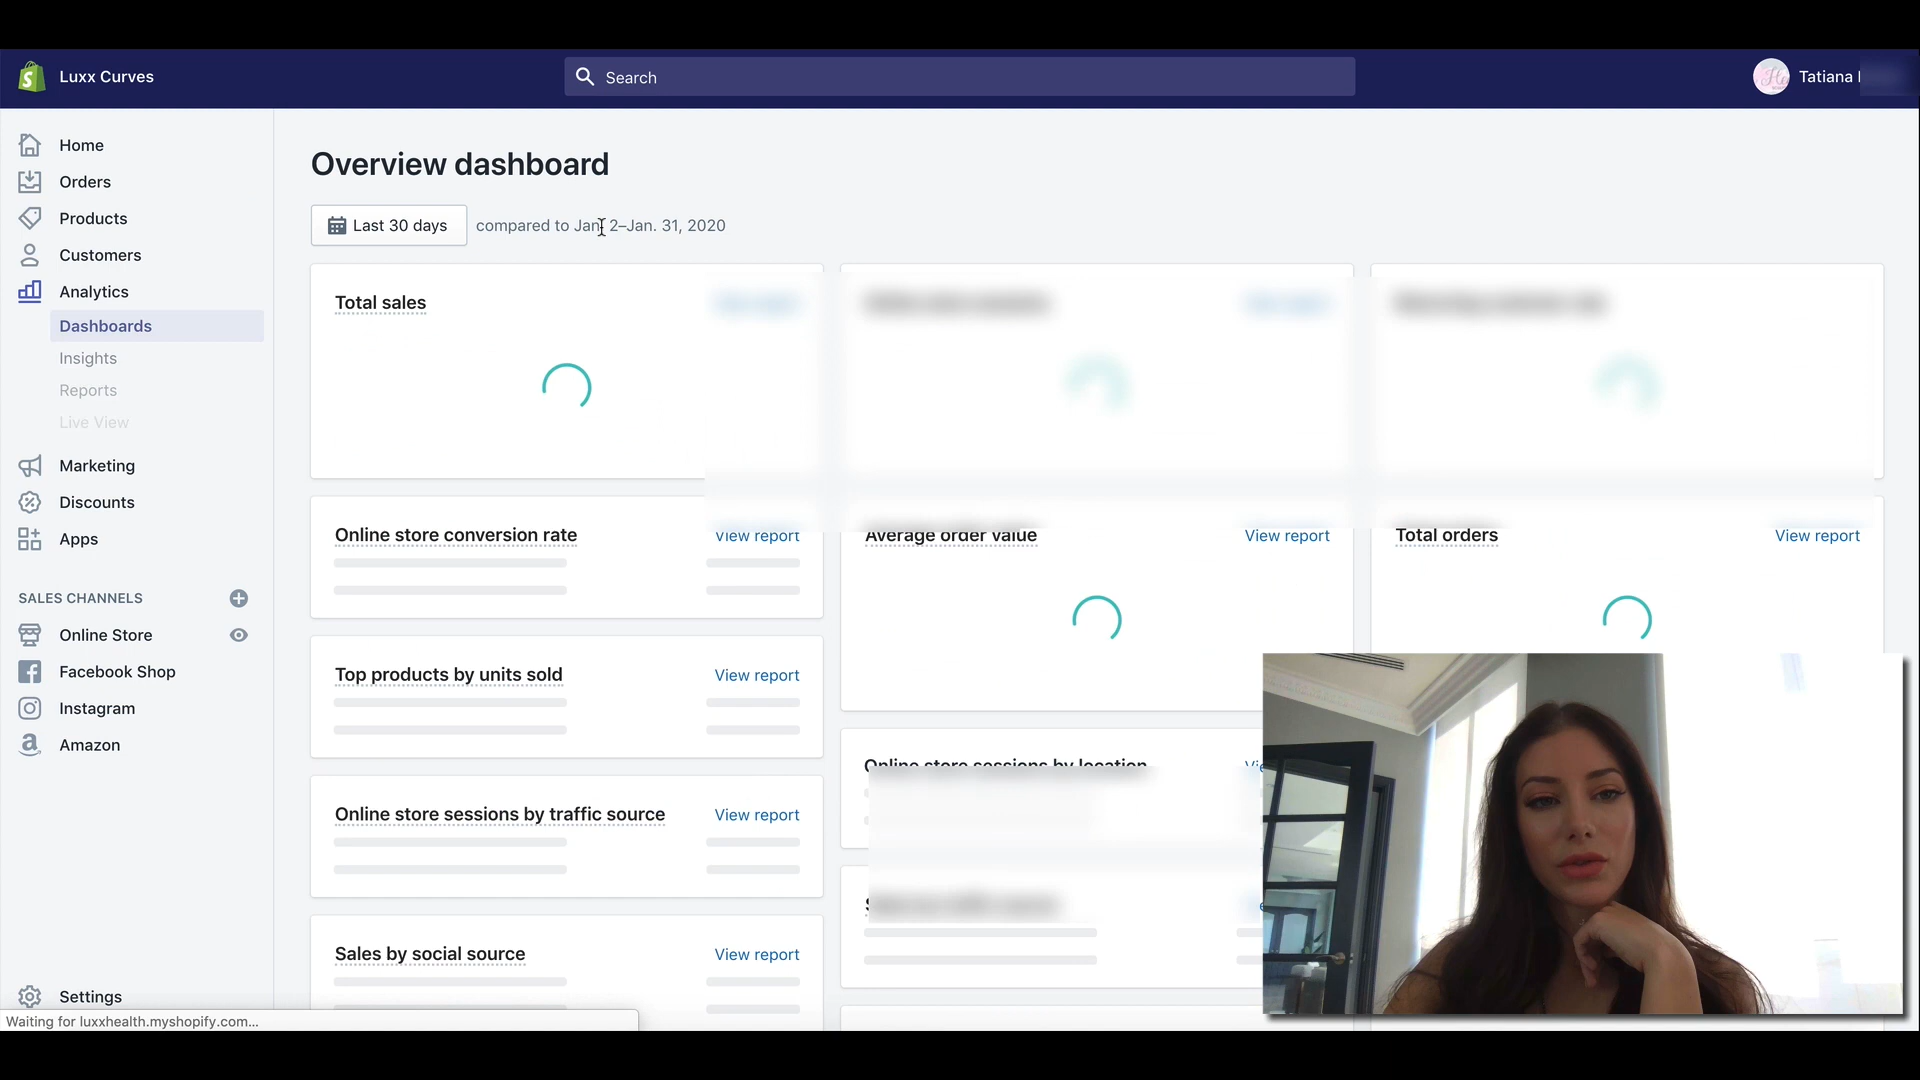 Luxx Curves
Search
Tatiana
Home
Orders
Products
Customers
Analytics
Dashboards
Insights
Reports
Live View
Marketing
Discounts
Apps
SALES CHANNELS
Online Store
Facebook Shop
Instagram
Amazon
Settings
Waiting for luxxhealth.myshopify.com...
Overview dashboard
Last 30 days compared to Jan. 2–Jan. 31, 2020
Total sales
Online store conversion rate View report
Average order value View report
Total orders View report
Top products by units sold View report
Online store sessions by location
Online store sessions by traffic source View report
Sales by social source View report